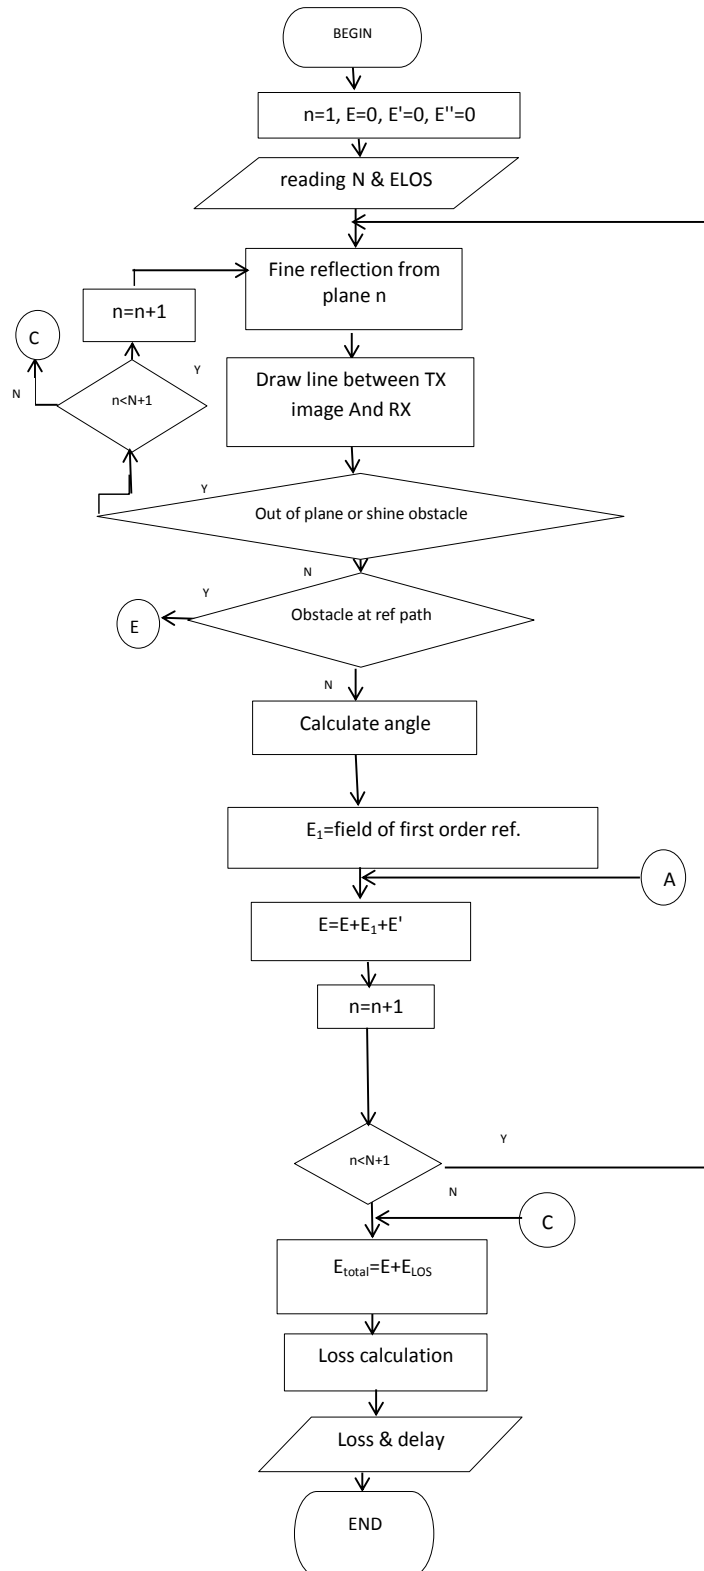 BEGIN
n=1, E=0, E'=0, E''=0
reading N & ELOS
Fine reflection from
plane n
n=n+1
C
N
Y
n<N+1
Draw line between TX
image And RX
Y
Out of plane or shine obstacle
N
Y
Obstacle at ref path
E
N
Calculate angle
E₁=field of first order ref.
A
E=E+E₁+E'
n=n+1
n<N+1
Y
N
C
E_total=E+E_LOS
Loss calculation
Loss & delay
END